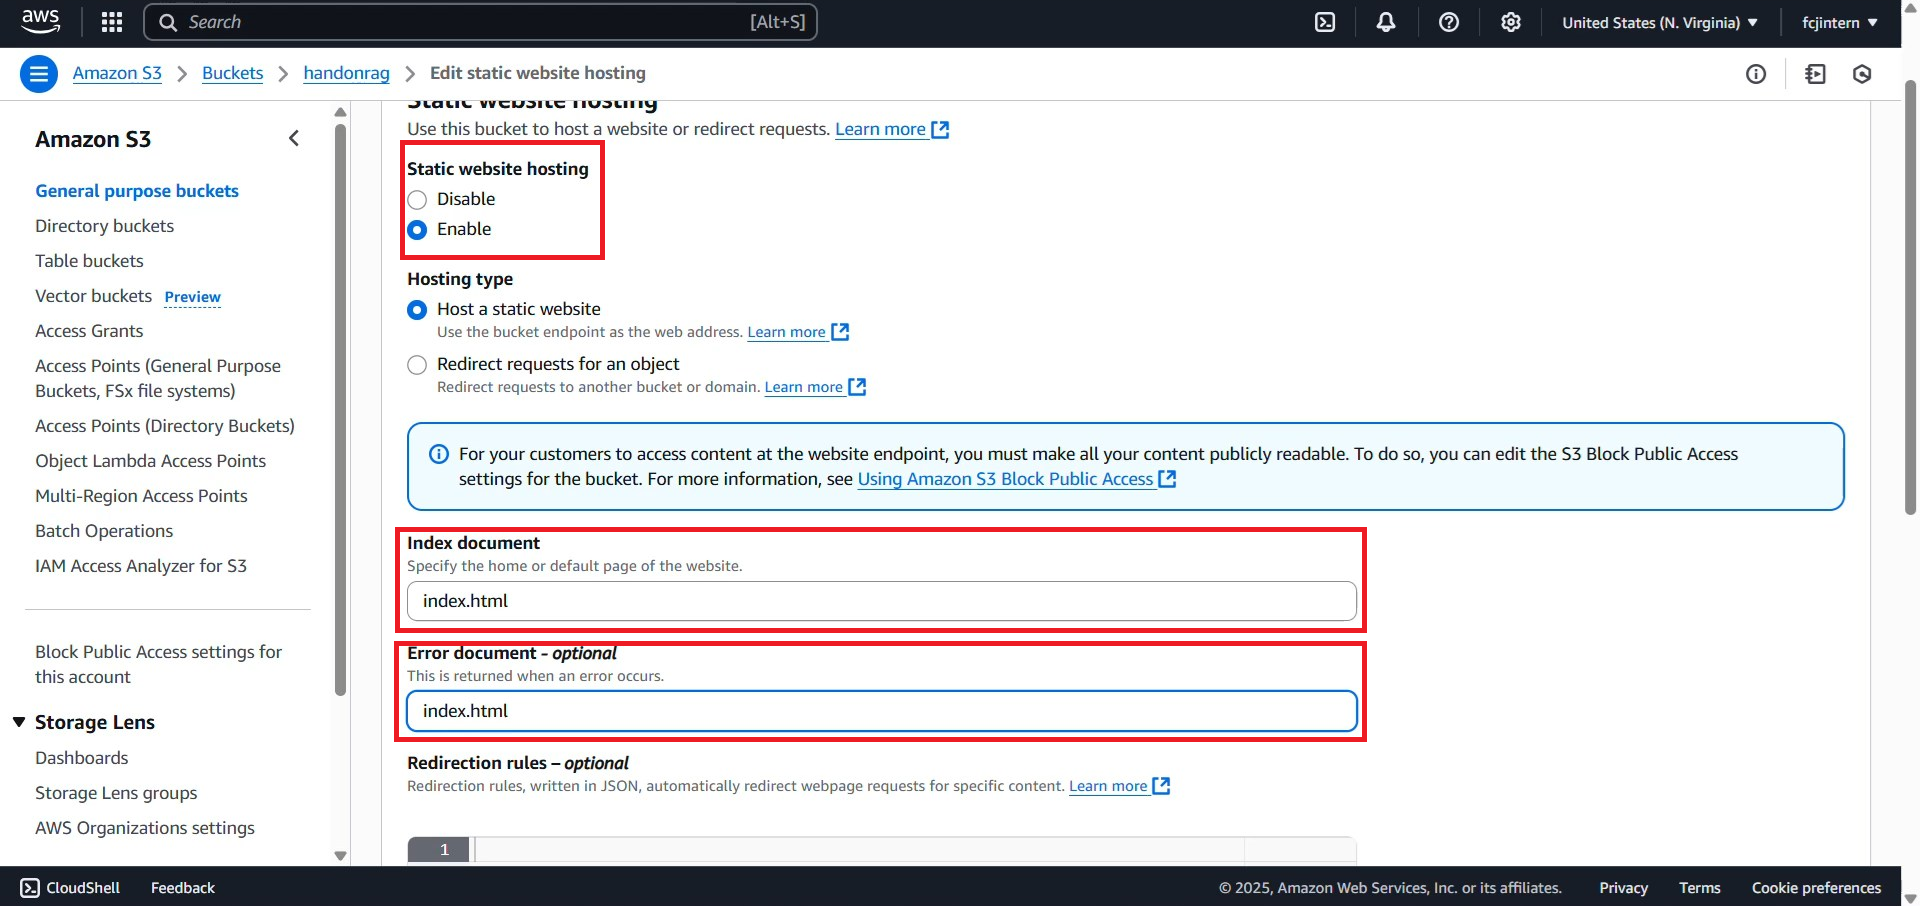 aws
Search
[Alt+S]
United States (N. Virginia)
fcjintern
Amazon S3
Buckets
handonrag
Edit static website hosting
Amazon S3
General purpose buckets
Directory buckets
Table buckets
Vector buckets Preview
Access Grants
Access Points (General Purpose
Buckets, FSx file systems)
Access Points (Directory Buckets)
Object Lambda Access Points
Multi-Region Access Points
Batch Operations
IAM Access Analyzer for S3
Block Public Access settings for
this account
Storage Lens
Dashboards
Storage Lens groups
AWS Organizations settings
Static website hosting
Use this bucket to host a website or redirect requests. Learn more
Static website hosting
Disable
Enable
Hosting type
Host a static website
Use the bucket endpoint as the web address. Learn more
Redirect requests for an object
Redirect requests to another bucket or domain. Learn more
For your customers to access content at the website endpoint, you must make all your content publicly readable. To do so, you can edit the S3 Block Public Access
settings for the bucket. For more information, see Using Amazon S3 Block Public Access
Index document
Specify the home or default page of the website.
index.html
Error document - optional
This is returned when an error occurs.
index.html
Redirection rules – optional
Redirection rules, written in JSON, automatically redirect webpage requests for specific content. Learn more
1
CloudShell
Feedback
© 2025, Amazon Web Services, Inc. or its affiliates.
Privacy
Terms
Cookie preferences